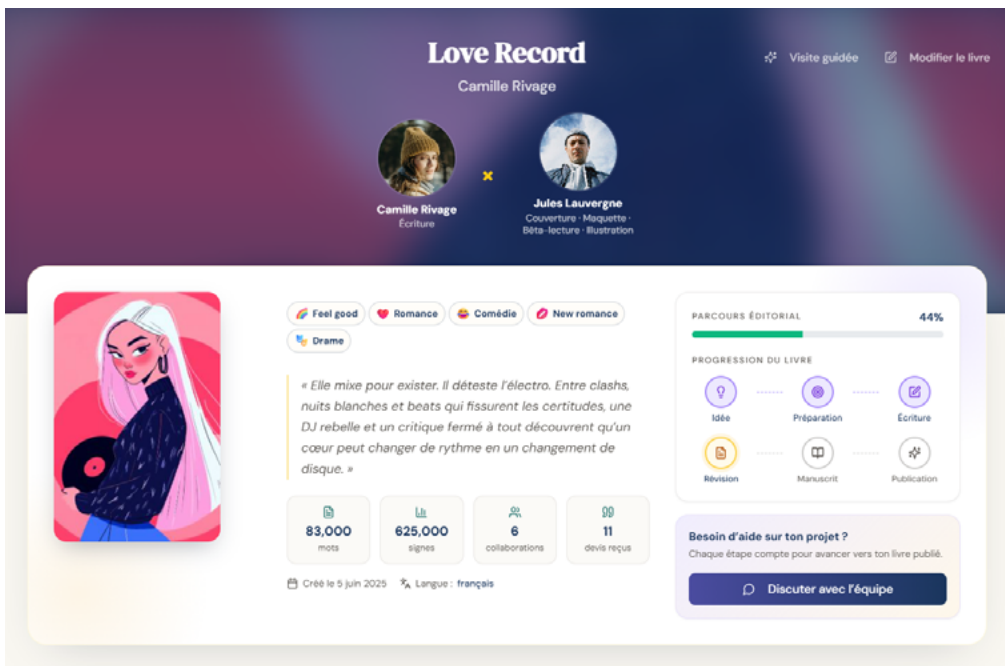 Love Record
Camille Rivage
Visite guidée
Modifier le livre
Camille Rivage
Écriture
Jules Lauvergne
Couverture · Maquette ·
Bêta-lecture · Illustration
Feel good
Romance
Comédie
New romance
Drame
« Elle mixe pour exister. Il déteste l'électro. Entre clashs,
nuits blanches et beats qui fissurent les certitudes, une
DJ rebelle et un critique fermé à tout découvrent qu'un
cœur peut changer de rythme en un changement de
disque. »
83,000
mots
625,000
signes
6
collaborations
11
devis reçus
Créé le 5 juin 2025
Langue : français
PARCOURS ÉDITORIAL
44%
PROGRESSION DU LIVRE
Idée
Préparation
Écriture
Révision
Manuscrit
Publication
Besoin d'aide sur ton projet ?
Chaque étape compte pour avancer vers ton livre publié.
Discuter avec l'équipe